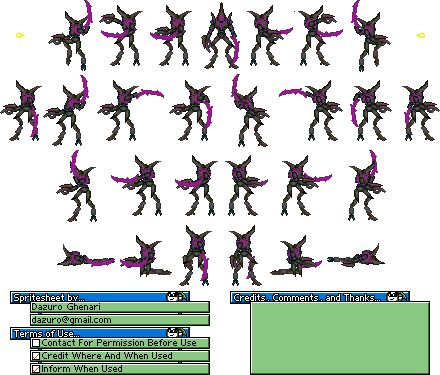 Spritesheet by...
Dazuro Ghenari
dazuro@gmail.com
Terms of Use...
Contact For Permission Before Use
Credit Where And When Used
Inform When Used
Credits, Comments, and Thanks...